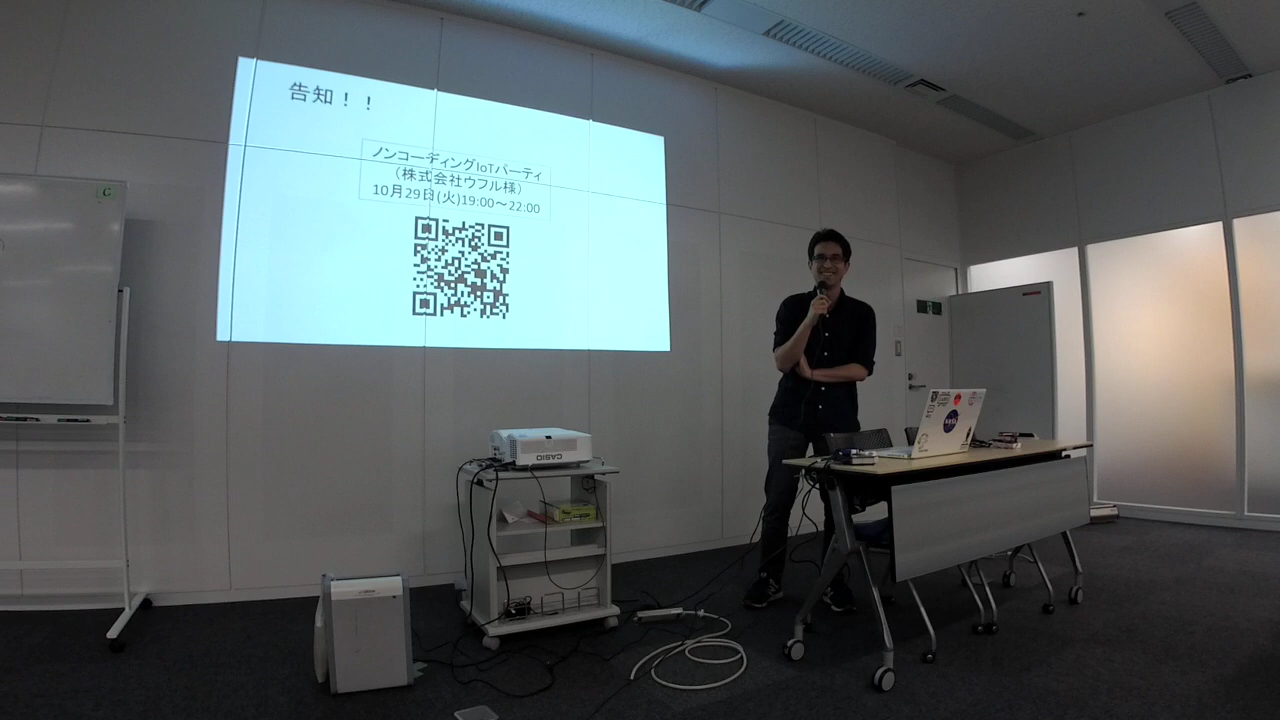 告知！！
ノンコーディングIoTパーティ
（株式会社ウフル様）
10月29日(火)19:00〜22:00
C
CASIO
NASA